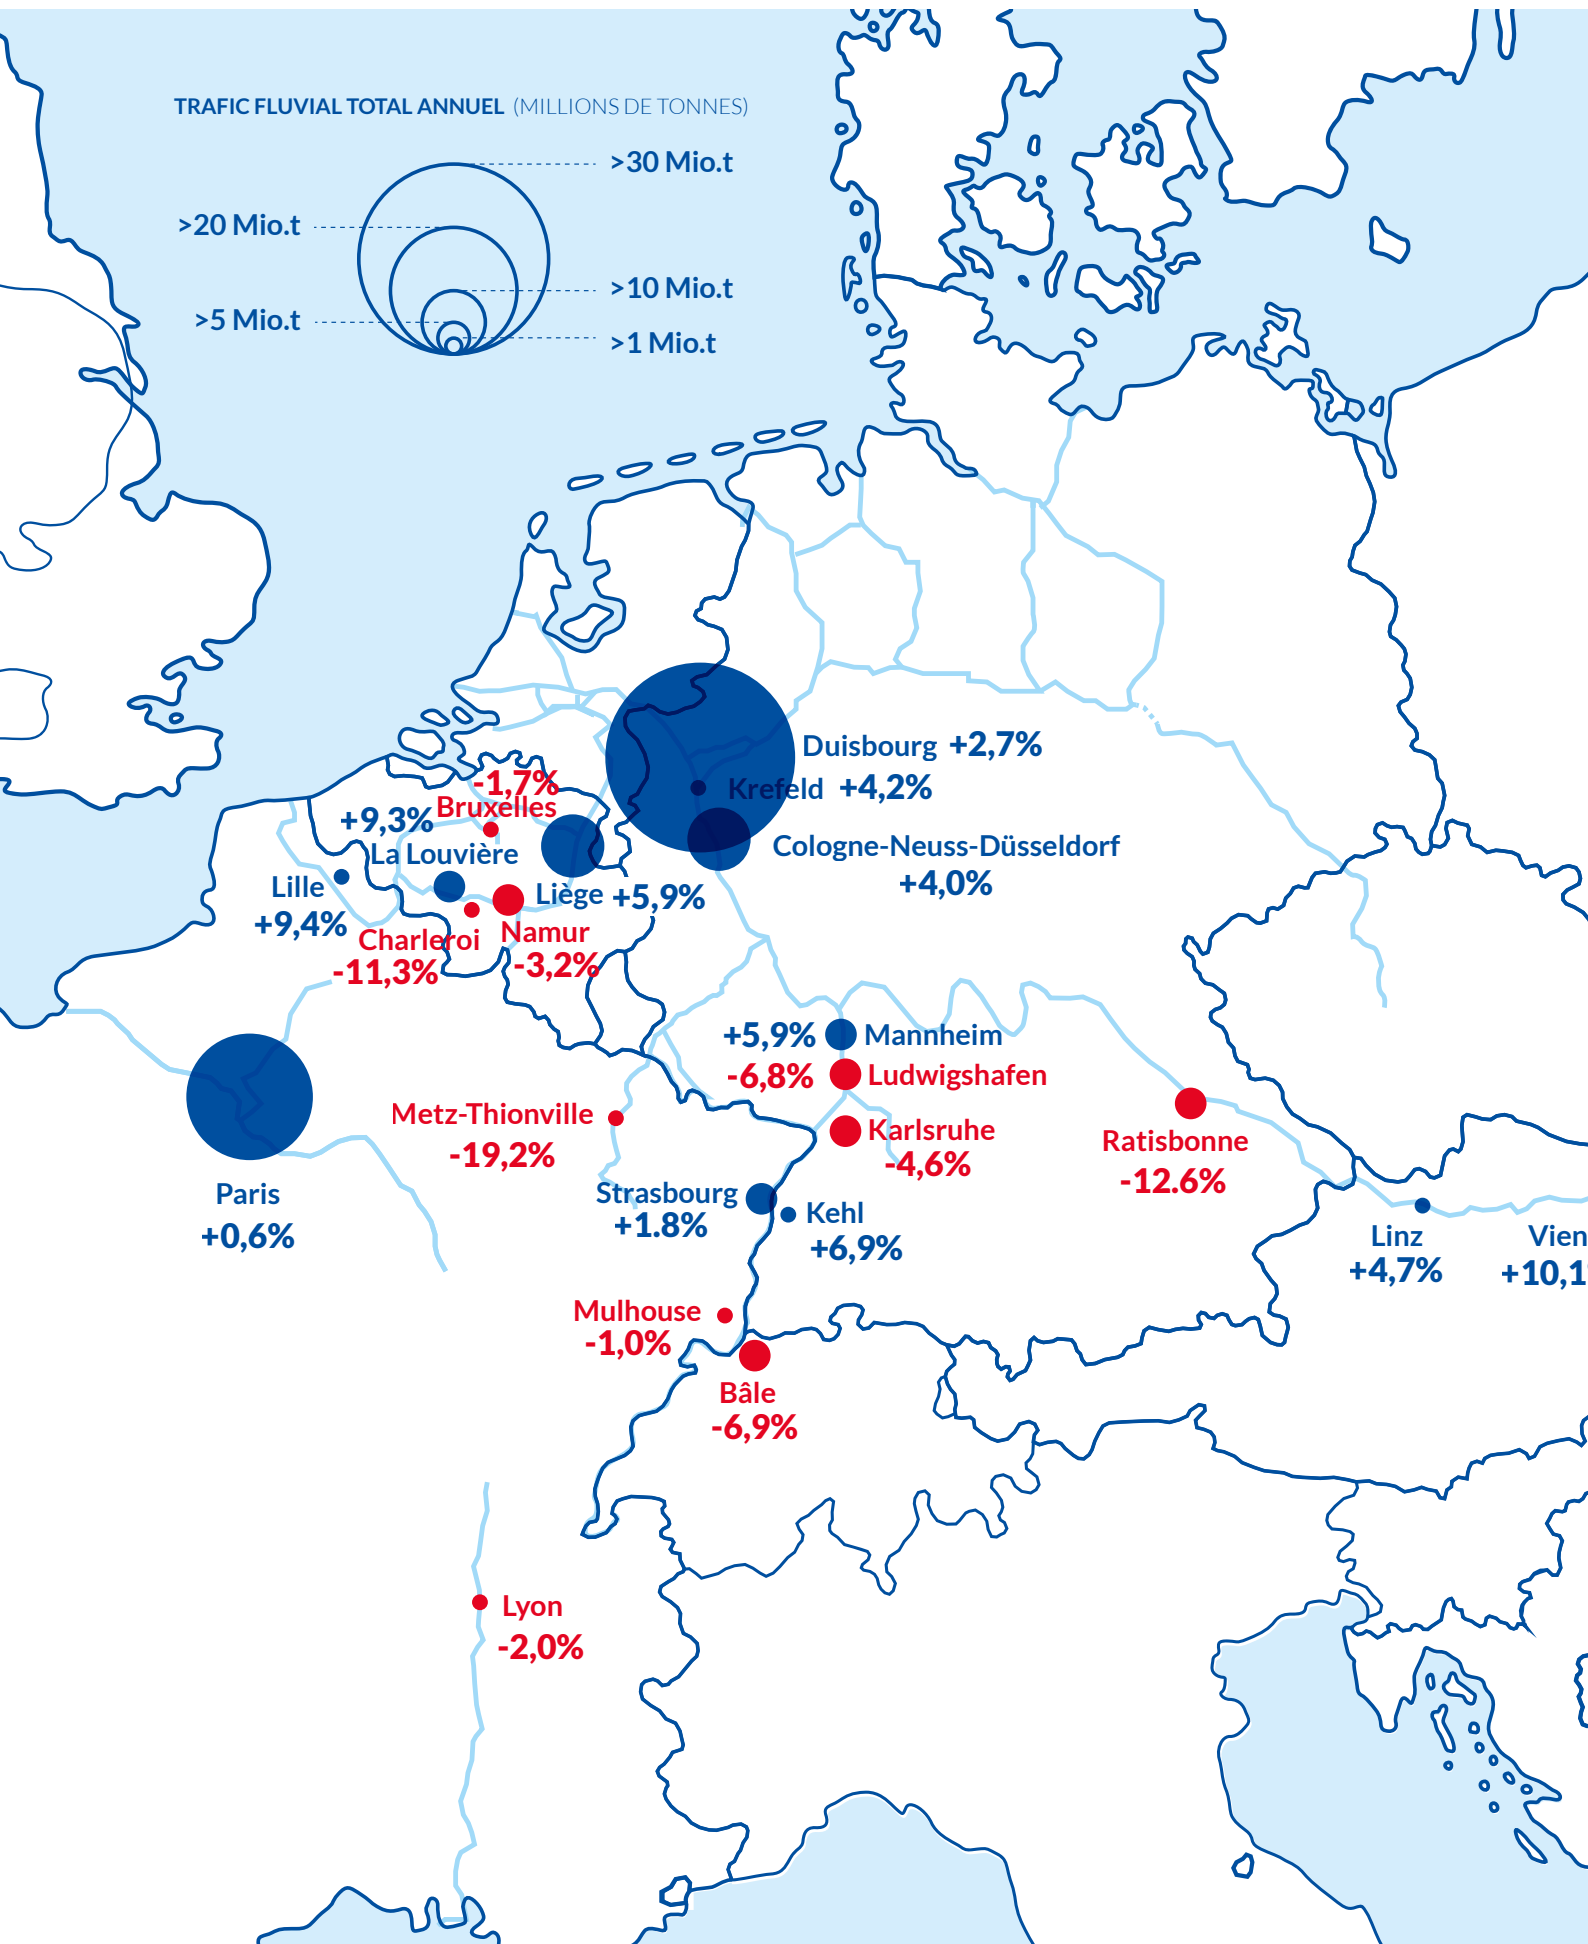 TRAFIC FLUVIAL TOTAL ANNUEL (MILLIONS DE TONNES)
>30 Mio.t
>20 Mio.t
>10 Mio.t
>5 Mio.t
>1 Mio.t
Duisbourg +2,7%
Krefeld +4,2%
Cologne-Neuss-Düsseldorf
+4,0%
-1,7%
Bruxelles
+9,3%
La Louvière
Lille
+9,4%
Liège +5,9%
Charleroi
-11,3%
Namur
-3,2%
+5,9% Mannheim
-6,8% Ludwigshafen
Karlsruhe
-4,6%
Metz-Thionville
-19,2%
Ratisbonne
-12.6%
Paris
+0,6%
Strasbourg
+1.8%
Kehl
+6,9%
Linz
+4,7%
Vien
+10,1
Mulhouse
-1,0%
Bâle
-6,9%
Lyon
-2,0%